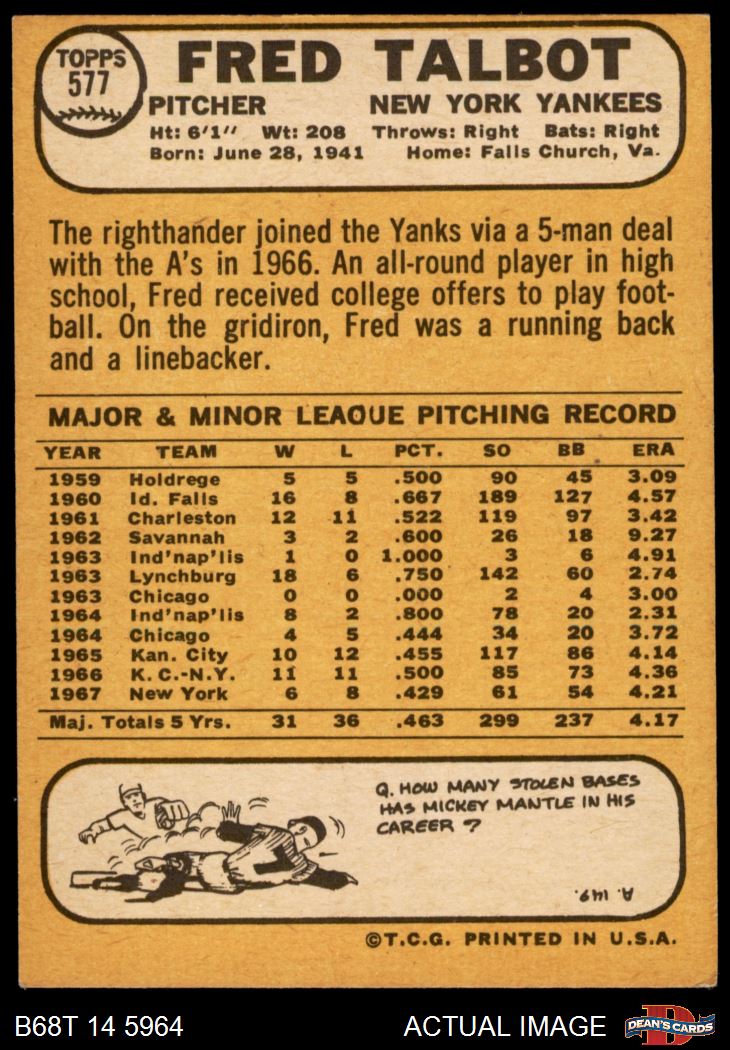 TOPPS
577
FRED TALBOT
PITCHER NEW YORK YANKEES
Ht: 6'1" Wt: 208 Throws: Right Bats: Right
Born: June 28, 1941 Home: Falls Church, Va.
The righthander joined the Yanks via a 5-man deal
with the A's in 1966. An all-round player in high
school, Fred received college offers to play foot-
ball. On the gridiron, Fred was a running back
and a linebacker.
MAJOR & MINOR LEAGUE PITCHING RECORD
YEAR TEAM W L PCT. SO BB ERA
1959 Holdrege 5 5 .500 90 45 3.09
1960 Id. Falls 16 8 .667 189 127 4.57
1961 Charleston 12 11 .522 119 97 3.42
1962 Savannah 3 2 .600 26 18 9.27
1963 Ind'nap'lis 1 0 1.000 3 6 4.91
1963 Lynchburg 18 6 .750 142 60 2.74
1963 Chicago 0 0 .000 2 4 3.00
1964 Ind'nap'lis 8 2 .800 78 20 2.31
1964 Chicago 4 5 .444 34 20 3.72
1965 Kan. City 10 12 .455 117 86 4.14
1966 K.C.-N.Y. 11 11 .500 85 73 4.36
1967 New York 6 8 .429 61 54 4.21
Maj. Totals 5 Yrs. 31 36 .463 299 237 4.17
Q. HOW MANY STOLEN BASES
HAS MICKEY MANTLE IN HIS
CAREER ?
A. 149.
©T.C.G. PRINTED IN U.S.A.
B68T 14 5964 ACTUAL IMAGE D DEAN'S CARDS